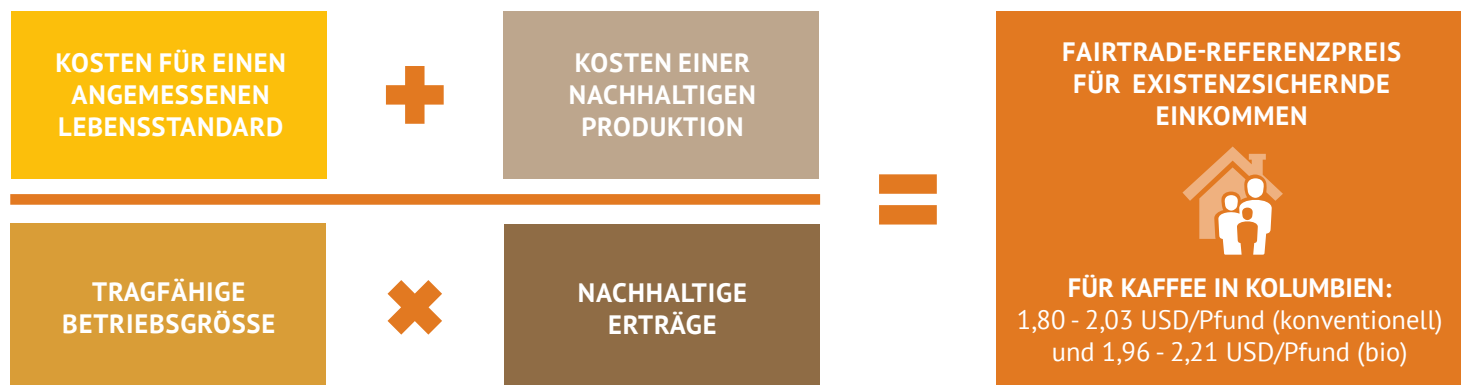 KOSTEN FÜR EINEN
ANGEMESSENEN
LEBENSSTANDARD
KOSTEN EINER
NACHHALTIGEN
PRODUKTION
TRAGFÄHIGE
BETRIEBSGRÖSSE
NACHHALTIGE
ERTRÄGE
FAIRTRADE-REFERENZPREIS
FÜR EXISTENZSICHERNDE
EINKOMMEN
FÜR KAFFEE IN KOLUMBIEN:
1,80 - 2,03 USD/Pfund (konventionell)
und 1,96 - 2,21 USD/Pfund (bio)